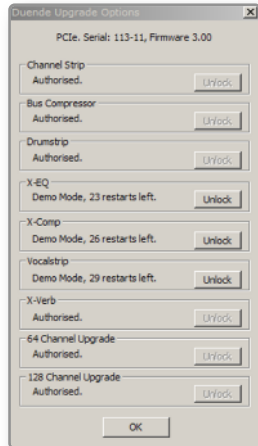 Duende Upgrade Options
PCIe. Serial: 113-11, Firmware 3.00
Channel Strip
Authorised.
Unlock
Bus Compressor
Authorised.
Unlock
Drumstrip
Authorised.
Unlock
X-EQ
Demo Mode, 23 restarts left.
Unlock
X-Comp
Demo Mode, 26 restarts left.
Unlock
Vocalstrip
Demo Mode, 29 restarts left.
Unlock
X-Verb
Authorised.
Unlock
64 Channel Upgrade
Authorised.
Unlock
128 Channel Upgrade
Authorised.
Unlock
OK